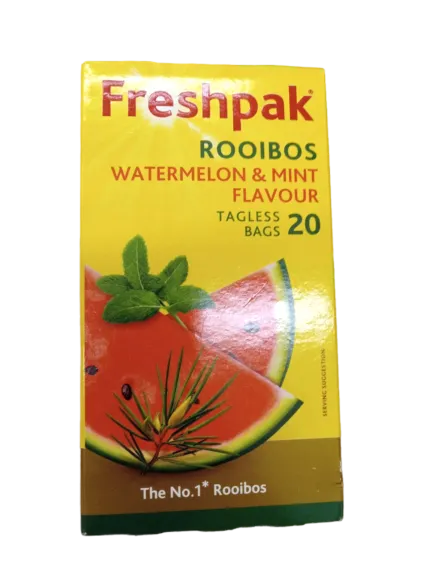 Freshpak®
ROOIBOS
WATERMELON & MINT
FLAVOUR
TAGLESS
BAGS 20
SERVING SUGGESTION
The No.1* Rooibos